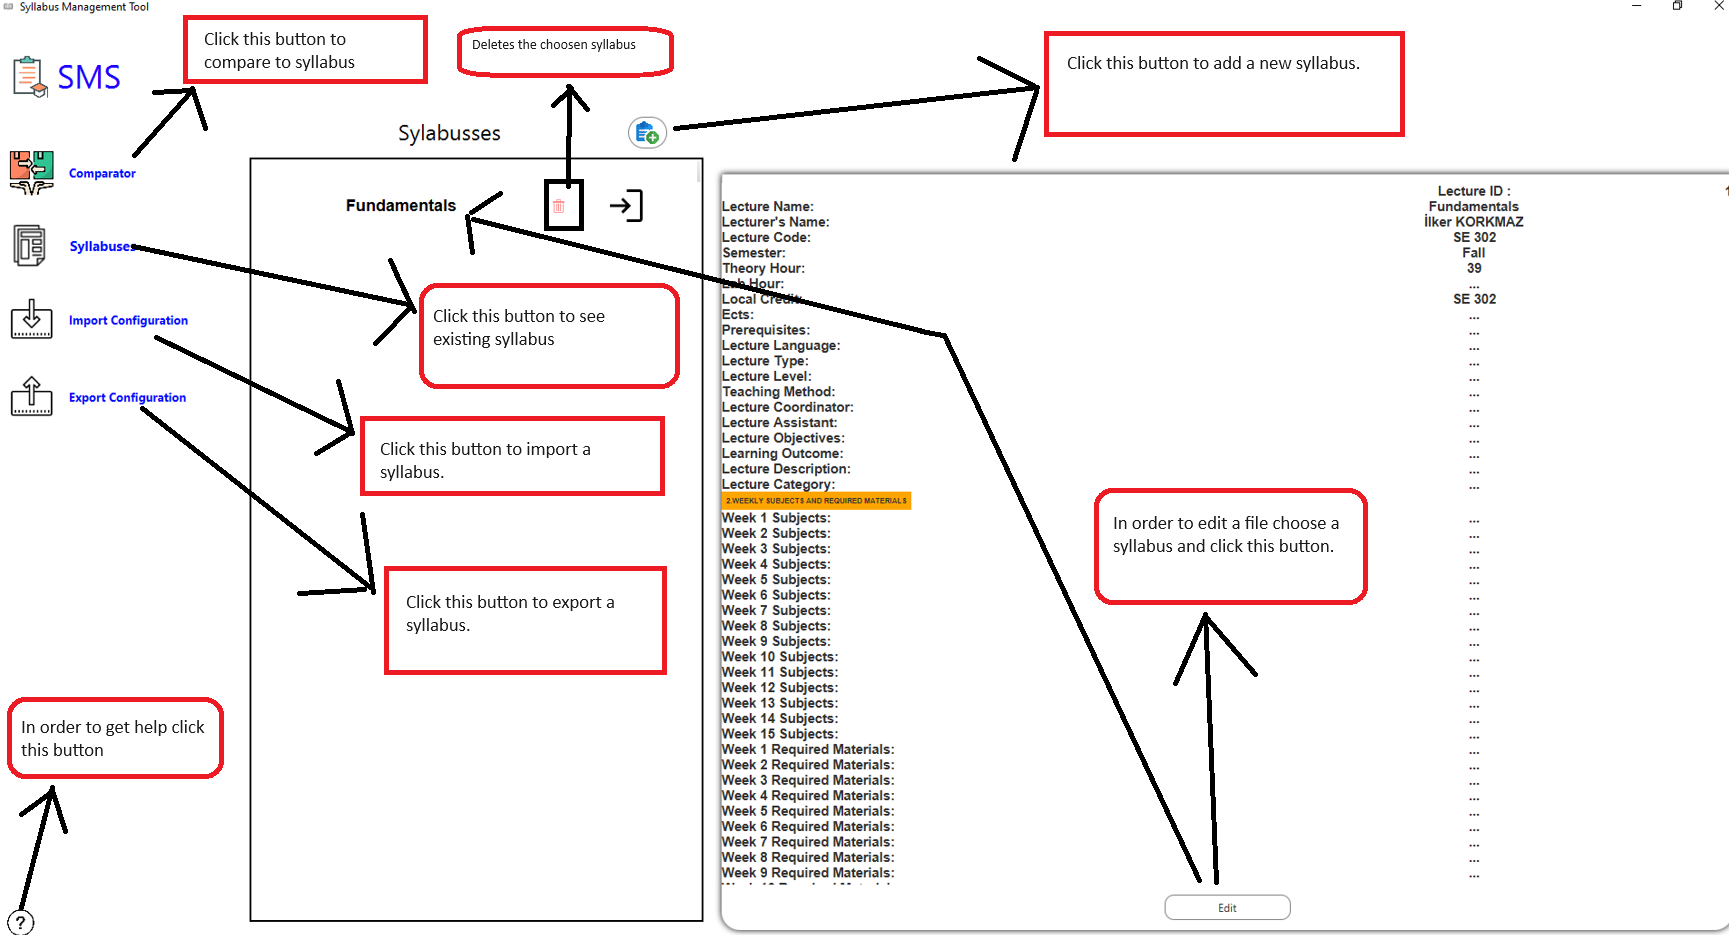 Syllabus Management Tool
SMS
Click this button to
compare to syllabus
Deletes the choosen syllabus
Click this button to add a new syllabus.
Sylabusses
Comparator
Syllabuses
Import Configuration
Export Configuration
Fundamentals
Click this button to see
existing syllabus
Click this button to import a
syllabus.
Click this button to export a
syllabus.
In order to get help click
this button
?
Lecture ID : 1
Lecture Name: Fundamentals
Lecturer's Name: İlker KORKMAZ
Lecture Code: SE 302
Semester: Fall
Theory Hour: 39
Lab Hour: ...
Local Credit: SE 302
Ects: ...
Prerequisites: ...
Lecture Language: ...
Lecture Type: ...
Lecture Level: ...
Teaching Method: ...
Lecture Coordinator: ...
Lecture Assistant: ...
Lecture Objectives: ...
Learning Outcome: ...
Lecture Description: ...
Lecture Category: ...
2.WEEKLY SUBJECTS AND REQUIRED MATERIALS
Week 1 Subjects: ...
Week 2 Subjects: ...
Week 3 Subjects: ...
Week 4 Subjects: ...
Week 5 Subjects: ...
Week 6 Subjects: ...
Week 7 Subjects: ...
Week 8 Subjects: ...
Week 9 Subjects: ...
Week 10 Subjects: ...
Week 11 Subjects: ...
Week 12 Subjects: ...
Week 13 Subjects: ...
Week 14 Subjects: ...
Week 15 Subjects: ...
Week 1 Required Materials: ...
Week 2 Required Materials: ...
Week 3 Required Materials: ...
Week 4 Required Materials: ...
Week 5 Required Materials: ...
Week 6 Required Materials: ...
Week 7 Required Materials: ...
Week 8 Required Materials: ...
Week 9 Required Materials: ...
In order to edit a file choose a
syllabus and click this button.
Edit